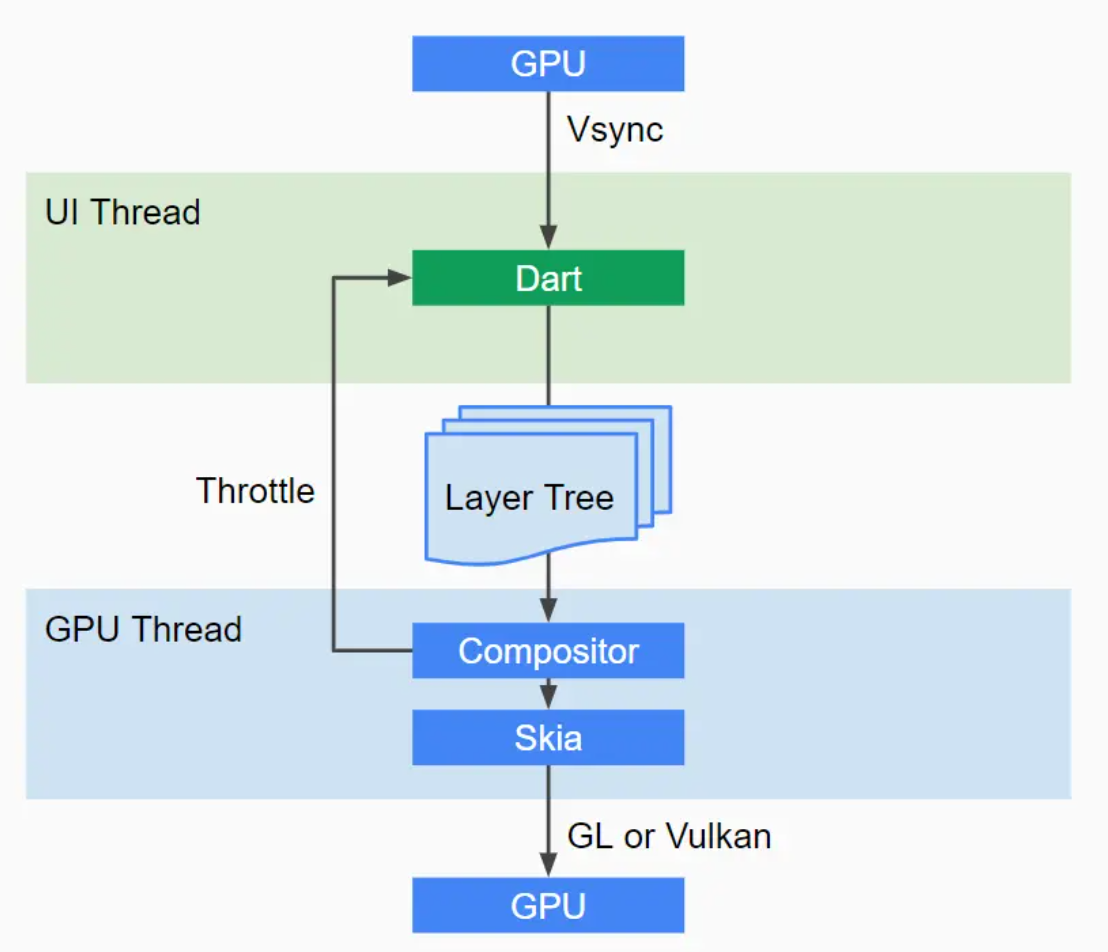 GPU
Vsync
UI Thread
Dart
Throttle
Layer Tree
GPU Thread
Compositor
Skia
GL or Vulkan
GPU